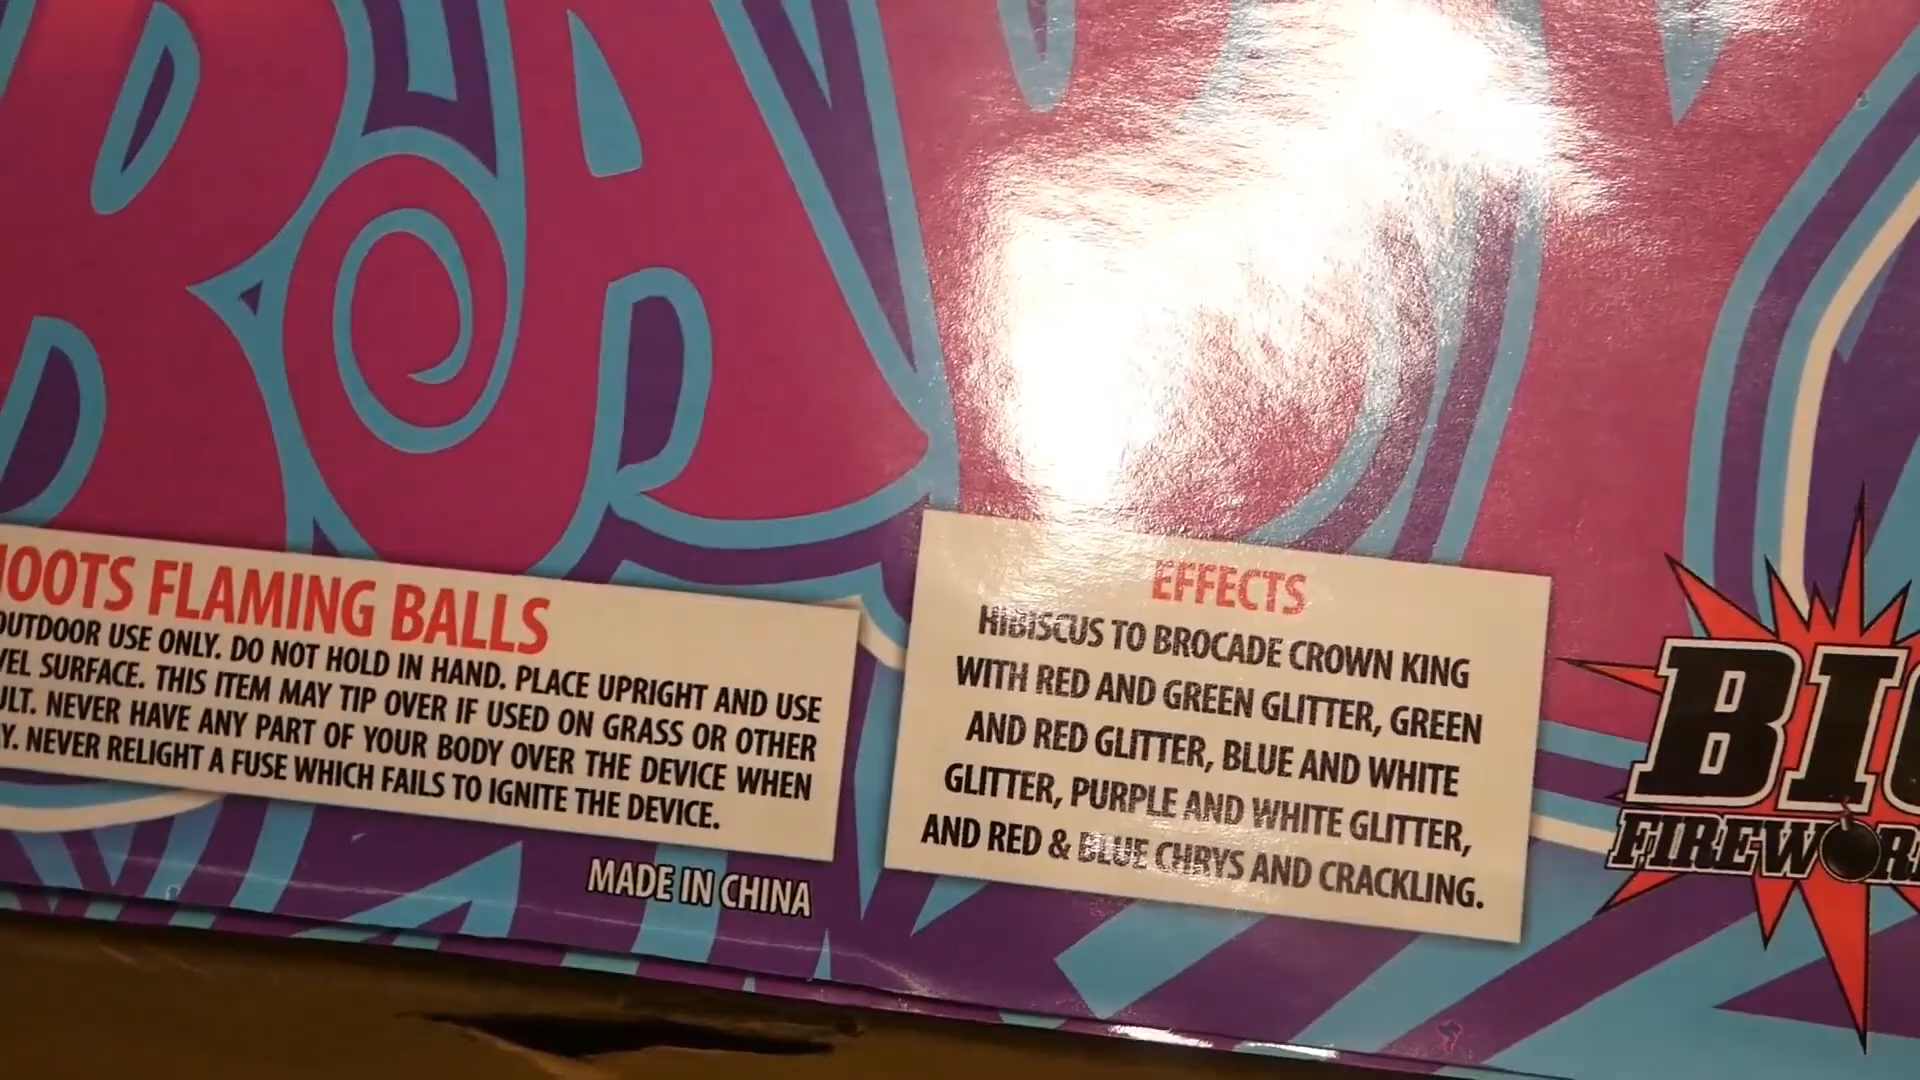 HOOTS FLAMING BALLS
OUTDOOR USE ONLY. DO NOT HOLD IN HAND. PLACE UPRIGHT AND USE
VEL SURFACE. THIS ITEM MAY TIP OVER IF USED ON GRASS OR OTHER
ULT. NEVER HAVE ANY PART OF YOUR BODY OVER THE DEVICE WHEN
Y. NEVER RELIGHT A FUSE WHICH FAILS TO IGNITE THE DEVICE.
MADE IN CHINA
EFFECTS
HIBISCUS TO BROCADE CROWN KING
WITH RED AND GREEN GLITTER, GREEN
AND RED GLITTER, BLUE AND WHITE
GLITTER, PURPLE AND WHITE GLITTER,
AND RED & BLUE CHRYS AND CRACKLING.
BIG
FIREWOR